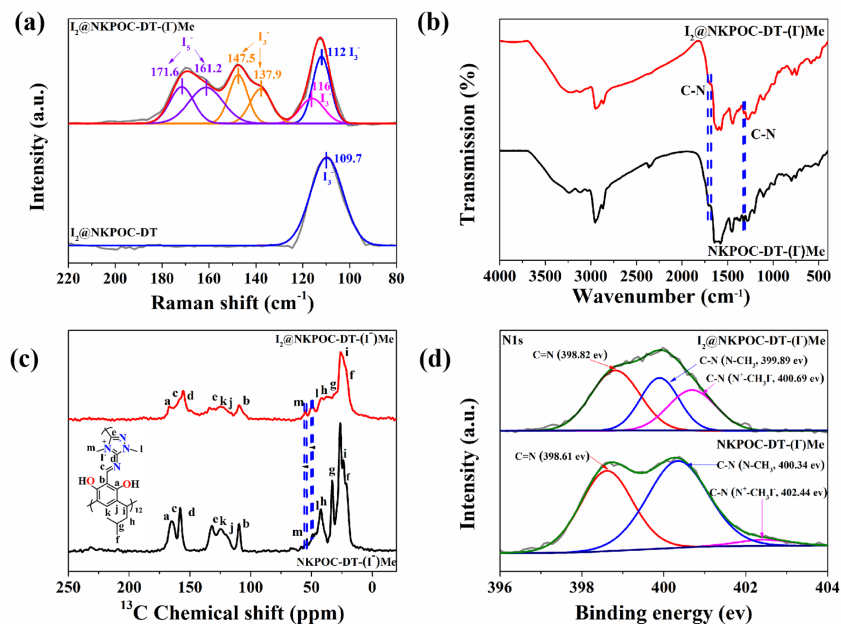 (a)
I₂@NKPOC-DT-(I⁻)Me
I₅⁻
171.6
161.2
147.5
I₃⁻
137.9
112 I₃⁻
116
109.7
I₃⁻
I₂@NKPOC-DT
Intensity (a.u.)
220 200 180 160 140 120 100 80
Raman shift (cm⁻¹)
(b)
I₂@NKPOC-DT-(I⁻)Me
C-N
C-N
NKPOC-DT-(I⁻)Me
Transmission (%)
4000 3500 3000 2500 2000 1500 1000 500
Wavenumber (cm⁻¹)
(c)
I₂@NKPOC-DT-(I⁻)Me
a c d e k j b m l h g i f
HO OH
N N N N
12
a c d e k j b m l h g i f
NKPOC-DT-(I⁻)Me
Intensity (a.u.)
250 200 150 100 50 0
¹³C Chemical shift (ppm)
(d)
N1s
I₂@NKPOC-DT-(I⁻)Me
C=N (398.82 ev)
C-N (N-CH₃, 399.89 ev)
C-N (N⁺-CH₃I⁻, 400.69 ev)
NKPOC-DT-(I⁻)Me
C=N (398.61 ev)
C-N (N-CH₃, 400.34 ev)
C-N (N⁺-CH₃I⁻, 402.44 ev)
Intensity (a.u.)
396 398 400 402 404
Binding energy (ev)